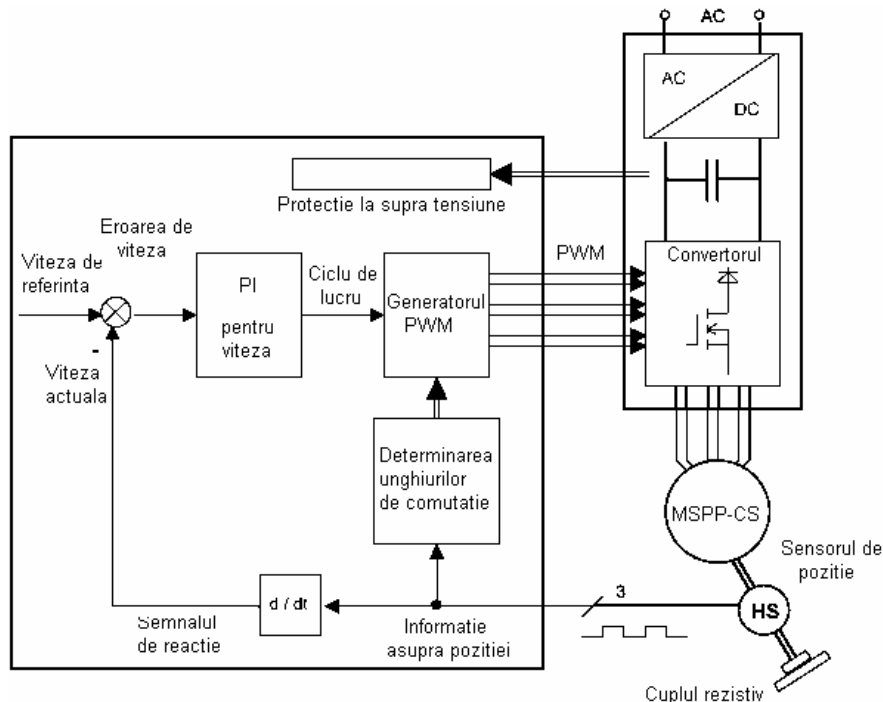 AC
AC
DC
Protectie la supra tensiune
Eroarea de
viteza
Viteza de
referinta
PI
pentru
viteza
Ciclu de
lucru
Generatorul
PWM
PWM
Convertorul
-
Viteza
actuala
Determinarea
unghiurilor
de comutatie
MSPP-CS
Sensorul de
pozitie
d / dt
3
HS
Semnalul
de reactie
Informatie
asupra pozitiei
Cuplul rezistiv